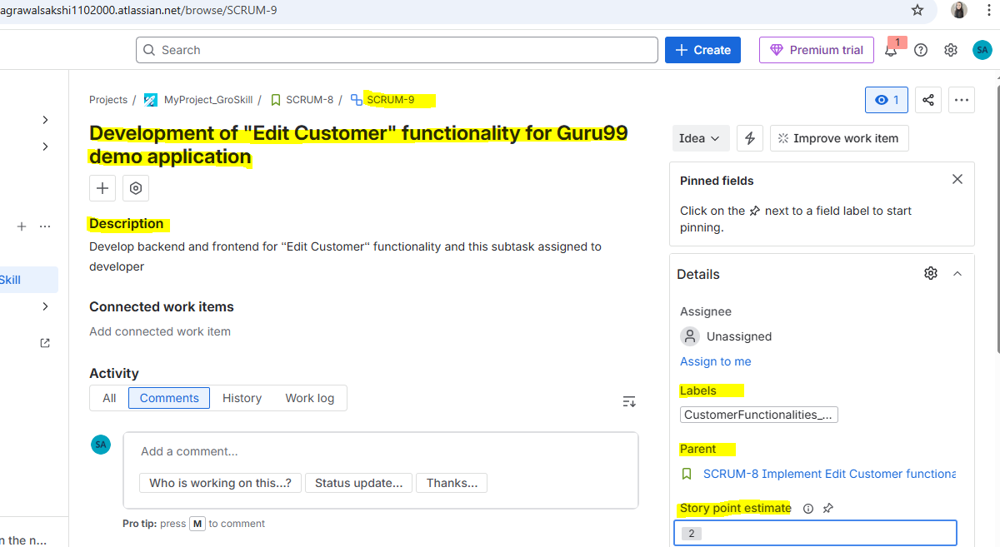 agrawalsakshi1102000.atlassian.net/browse/SCRUM-9
Search
Create
Premium trial
1
SA
Projects / MyProject_GroSkill / SCRUM-8 / SCRUM-9
1
Development of "Edit Customer" functionality for Guru99
demo application
Idea
Improve work item
Pinned fields
Click on the next to a field label to start
pinning.
Description
Develop backend and frontend for "Edit Customer" functionality and this subtask assigned to
developer
Skill
Details
Connected work items
Add connected work item
Assignee
Unassigned
Assign to me
Activity
All Comments History Work log
Labels
CustomerFunctionalities_...
SA
Add a comment...
Who is working on this...? Status update... Thanks...
Pro tip: press M to comment
Parent
SCRUM-8 Implement Edit Customer functiona
Story point estimate
2
n the n...